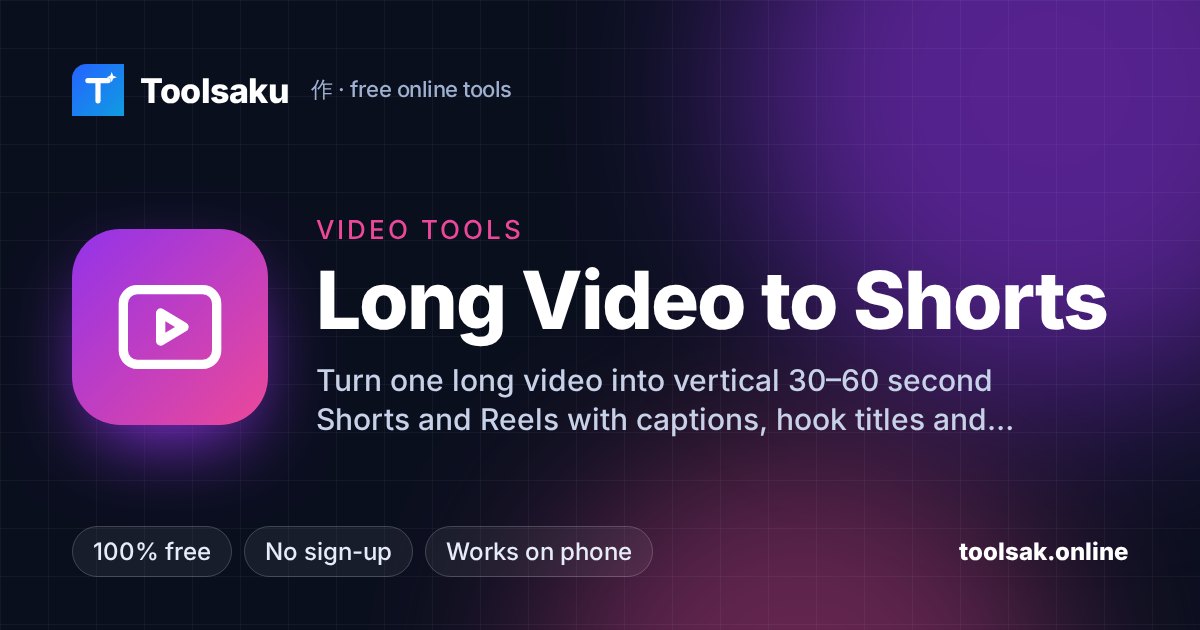 Toolsaku 作 · free online tools
VIDEO TOOLS
Long Video to Shorts
Turn one long video into vertical 30–60 second
Shorts and Reels with captions, hook titles and...
100% free No sign-up Works on phone
toolsak.online